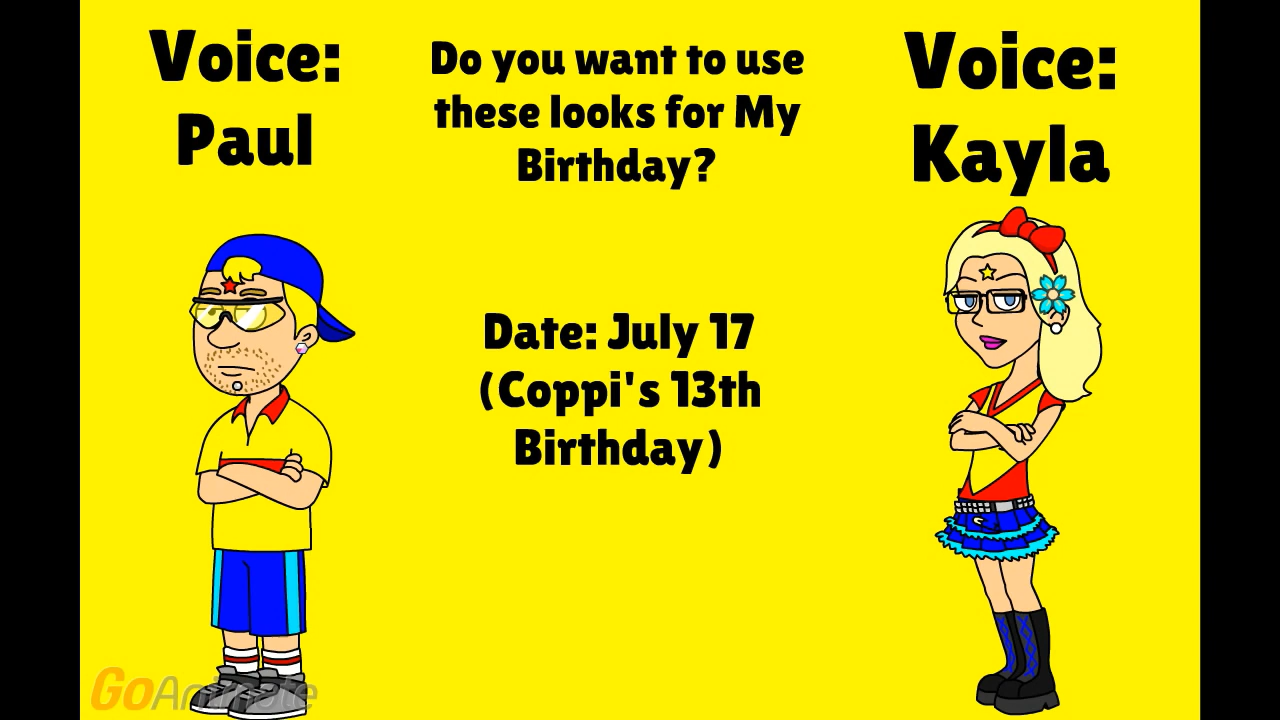 Voice:
Paul
Do you want to use
these looks for My
Birthday?
Voice:
Kayla
Date: July 17
(Coppi's 13th
Birthday)
GoAnimate